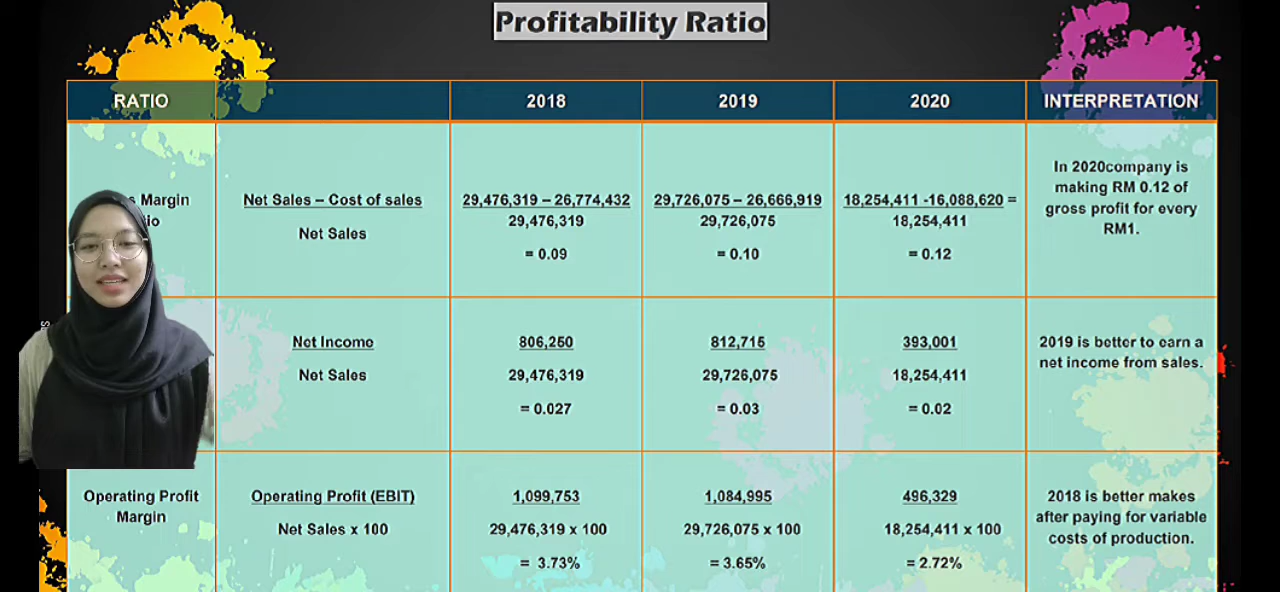 Profitability Ratio
RATIO 2018 2019 2020 INTERPRETATION
Margin
Net Sales – Cost of sales
Net Sales
29,476,319 – 26,774,432
29,476,319
= 0.09
29,726,075 – 26,666,919
29,726,075
= 0.10
18,254,411 -16,088,620 =
18,254,411
= 0.12
In 2020company is
making RM 0.12 of
gross profit for every
RM1.
Net Income
Net Sales
806,250
29,476,319
= 0.027
812,715
29,726,075
= 0.03
393,001
18,254,411
= 0.02
2019 is better to earn a
net income from sales.
Operating Profit
Margin
Operating Profit (EBIT)
Net Sales x 100
1,099,753
29,476,319 x 100
= 3.73%
1,084,995
29,726,075 x 100
= 3.65%
496,329
18,254,411 x 100
= 2.72%
2018 is better makes
after paying for variable
costs of production.